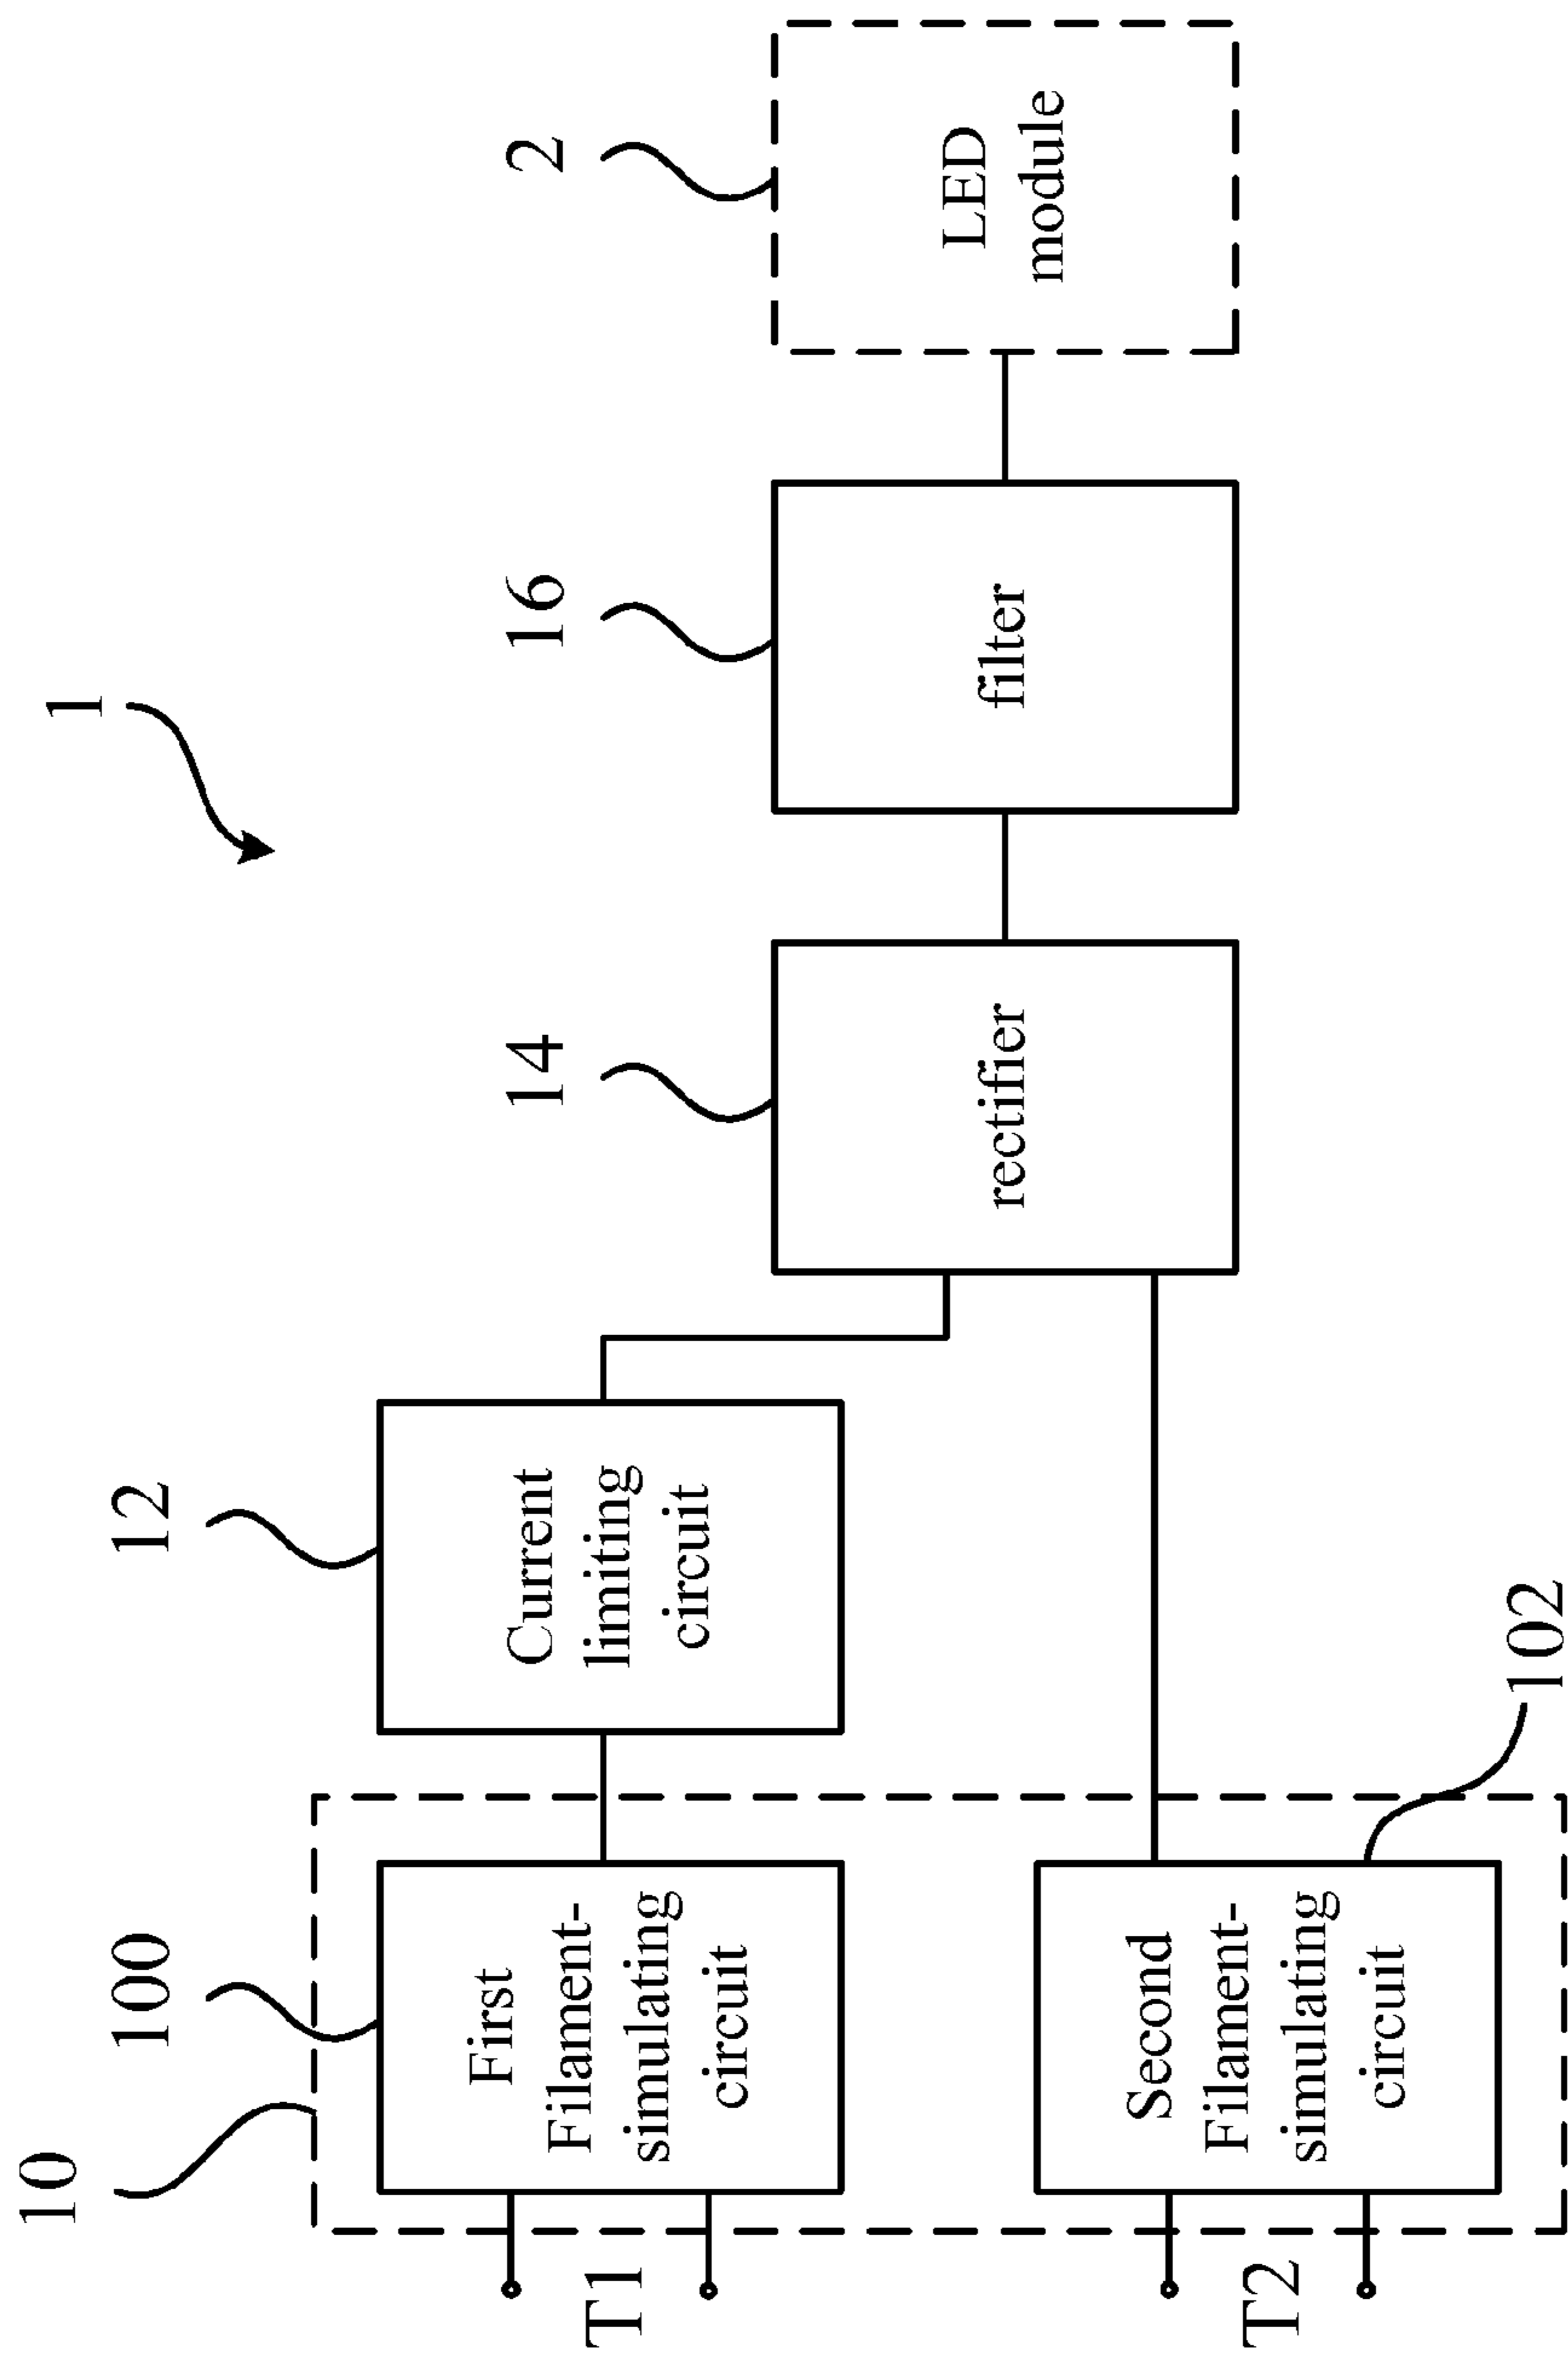 1
2
LED
module
16
filter
14
rectifier
12
Current
limiting
circuit
10
100
First
Filament-
simulating
circuit
T1
102
Second
Filament-
simulating
circuit
T2